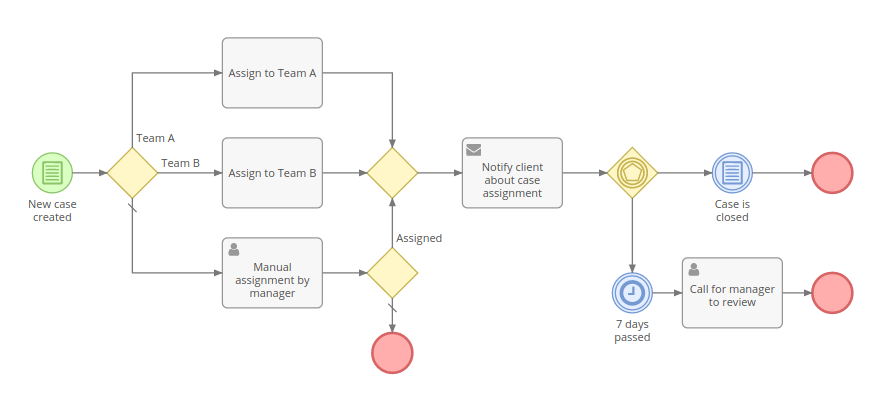 Assign to Team A
Team A
Team B
Assign to Team B
New case
created
Notify client
about case
assignment
Case is
closed
Assigned
Manual
assignment by
manager
Call for manager
to review
7 days
passed